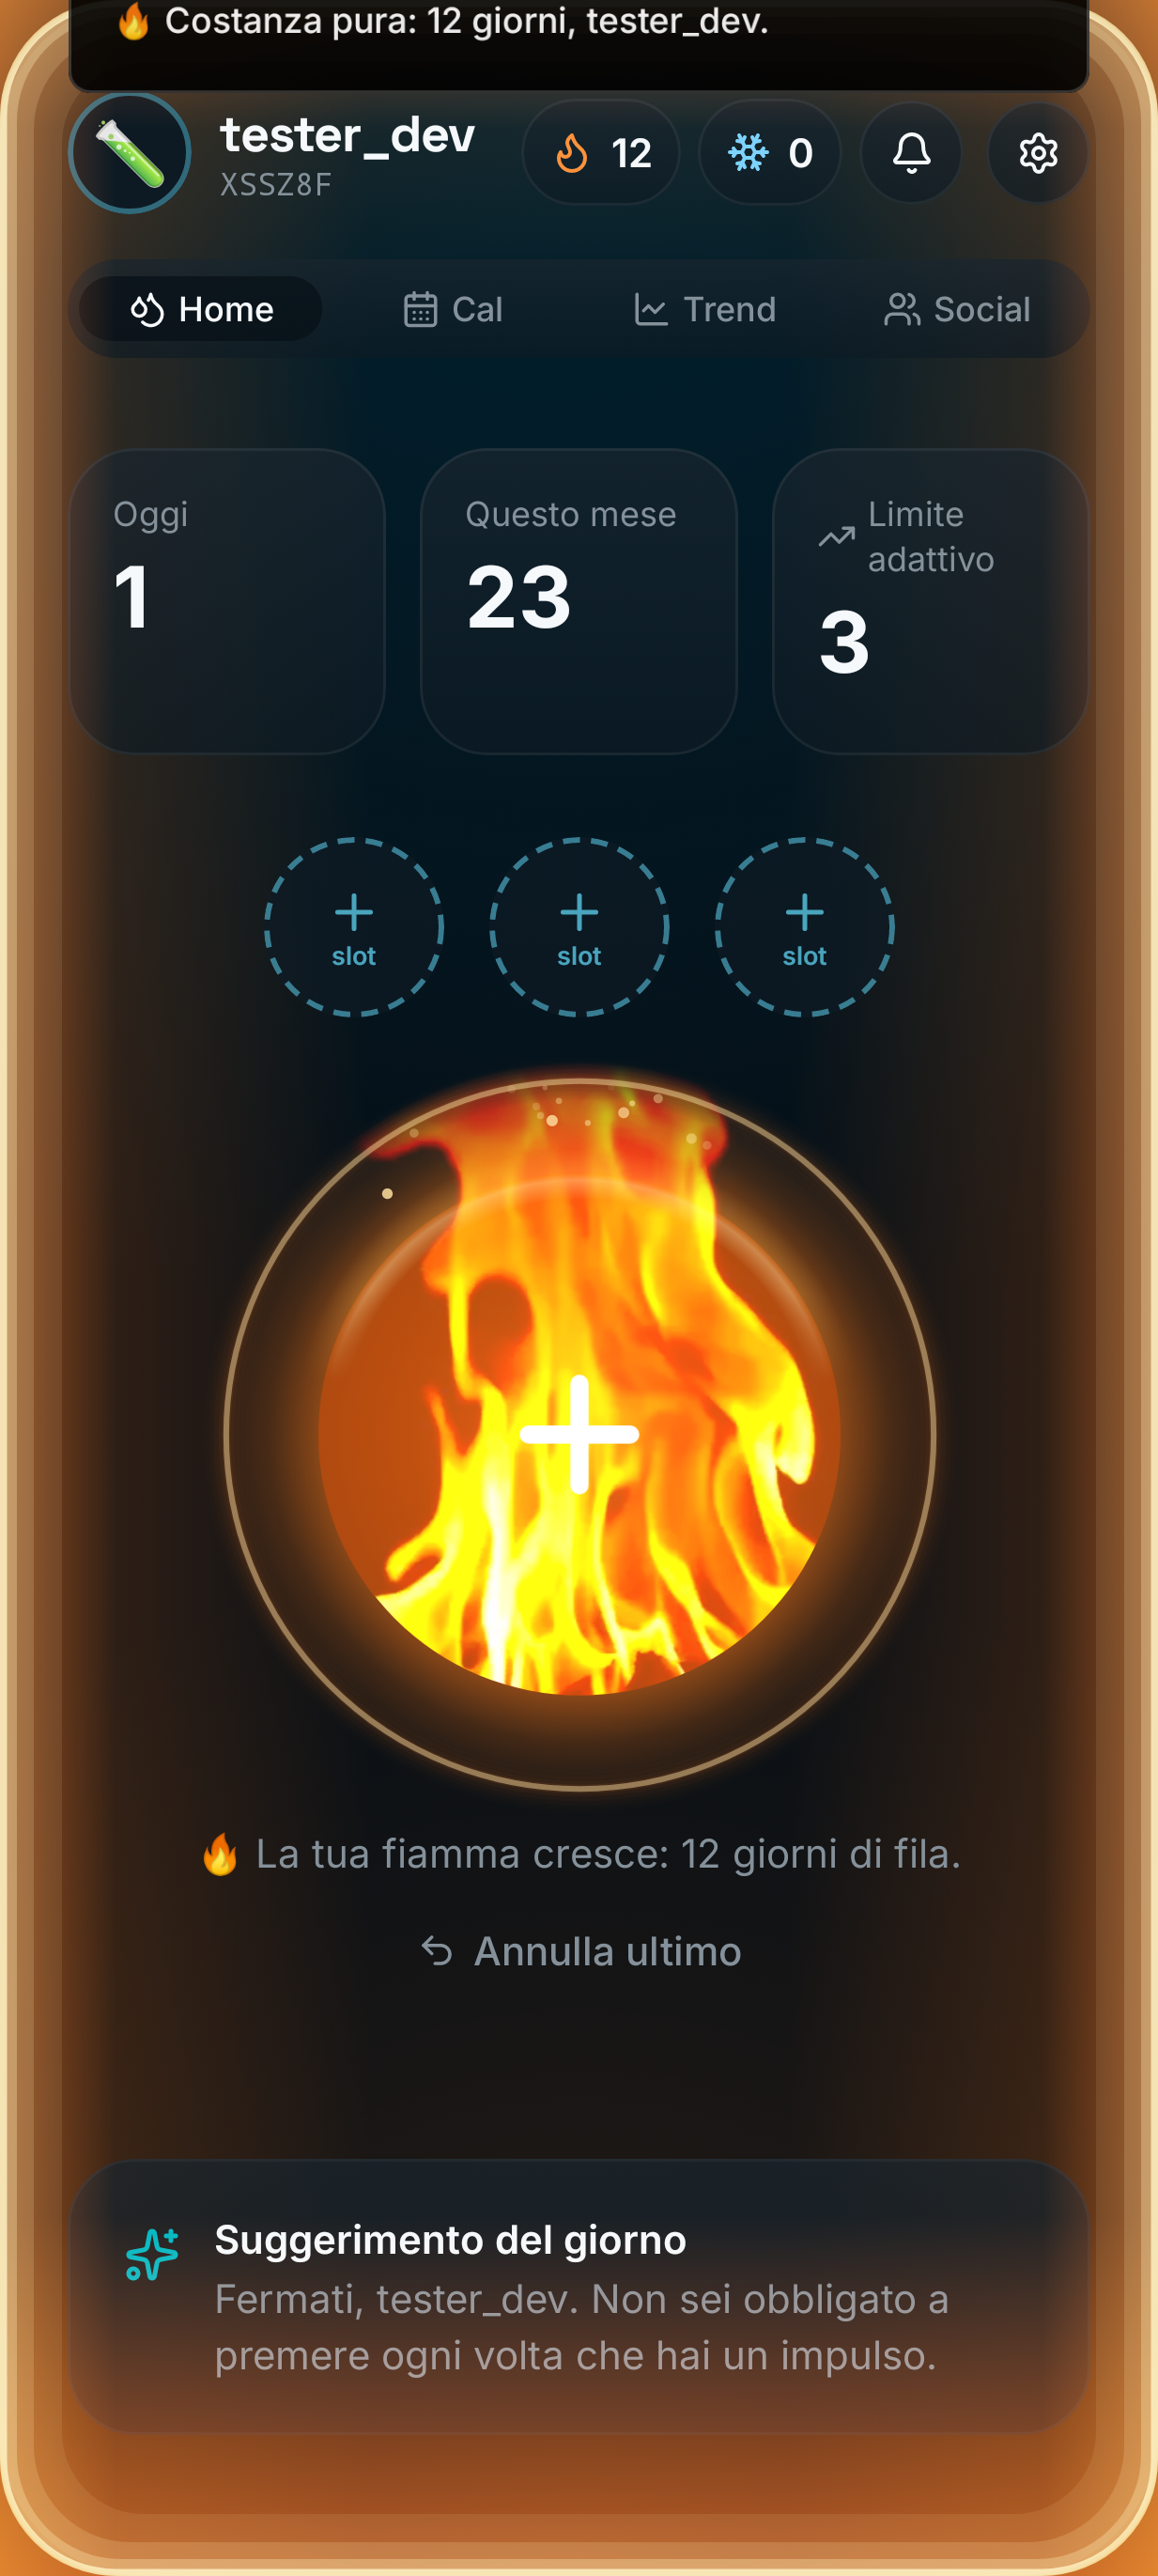 🔥 Costanza pura: 12 giorni, tester_dev.
tester_dev
XSSZ8F
12
0
Home
Cal
Trend
Social
Oggi
1
Questo mese
23
Limite
adattivo
3
slot
slot
slot
🔥 La tua fiamma cresce: 12 giorni di fila.
Annulla ultimo
Suggerimento del giorno
Fermati, tester_dev. Non sei obbligato a
premere ogni volta che hai un impulso.